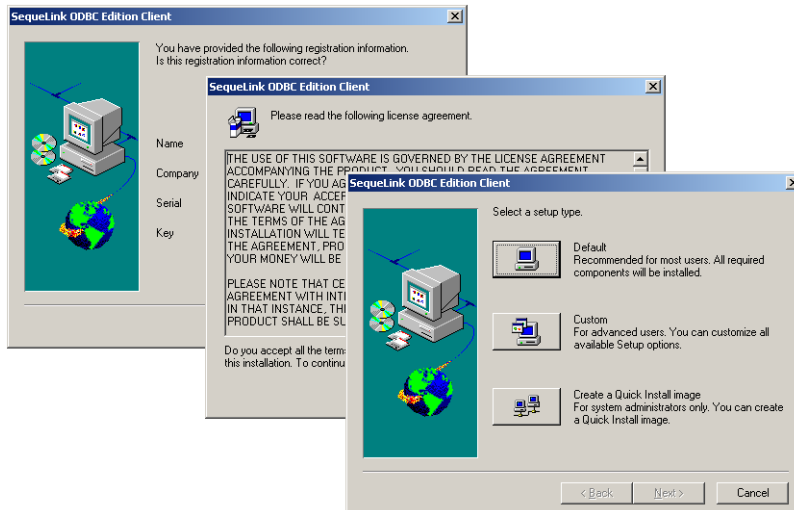 SequeLink ODBC Edition Client
You have provided the following registration information.
Is this registration information correct?
Name
Company
Serial
Key
SequeLink ODBC Edition Client
Please read the following license agreement.
THE USE OF THIS SOFTWARE IS GOVERNED BY THE LICENSE AGREEMENT
ACCOMPANYING THE PRODUCT. YOU SHOULD READ THE AGREEMENT
CAREFULLY. IF YOU AG
INDICATE YOUR ACCEP
SOFTWARE WILL CONT
THE TERMS OF THE AG
INSTALLATION WILL TE
THE AGREEMENT, PRO
YOUR MONEY WILL BE
PLEASE NOTE THAT CE
AGREEMENT WITH INT
IN THAT INSTANCE, THI
PRODUCT SHALL BE SU
Do you accept all the term
this installation. To continu
SequeLink ODBC Edition Client
Select a setup type.
Default
Recommended for most users. All required
components will be installed.
Custom
For advanced users. You can customize all
available Setup options.
Create a Quick Install image
For system administrators only. You can create
a Quick Install image.
< Back
Next >
Cancel